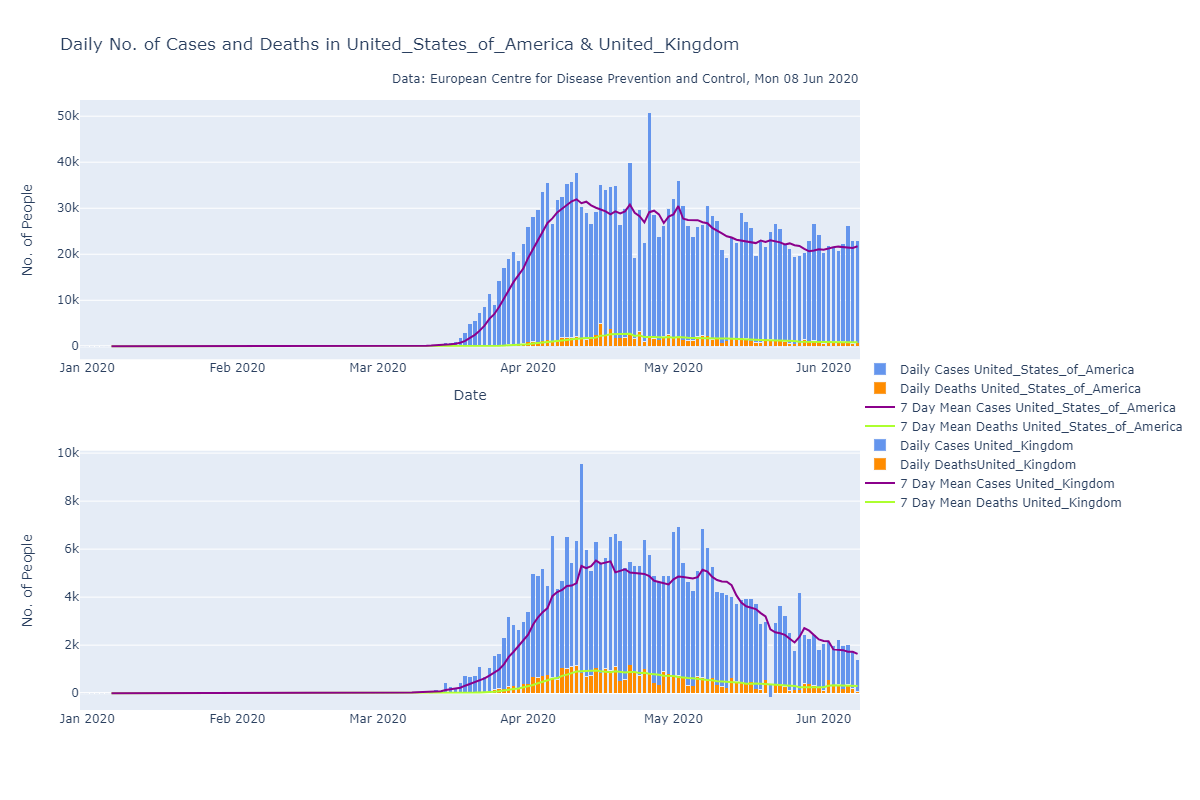 Daily No. of Cases and Deaths in United_States_of_America & United_Kingdom
Data: European Centre for Disease Prevention and Control, Mon 08 Jun 2020
50k
40k
30k
20k
10k
0
No. of People
Jan 2020 Feb 2020 Mar 2020 Apr 2020 May 2020 Jun 2020
Date
10k
8k
6k
4k
2k
0
No. of People
Jan 2020 Feb 2020 Mar 2020 Apr 2020 May 2020 Jun 2020
Daily Cases United_States_of_America
Daily Deaths United_States_of_America
7 Day Mean Cases United_States_of_America
7 Day Mean Deaths United_States_of_America
Daily Cases United_Kingdom
Daily DeathsUnited_Kingdom
7 Day Mean Cases United_Kingdom
7 Day Mean Deaths United_Kingdom